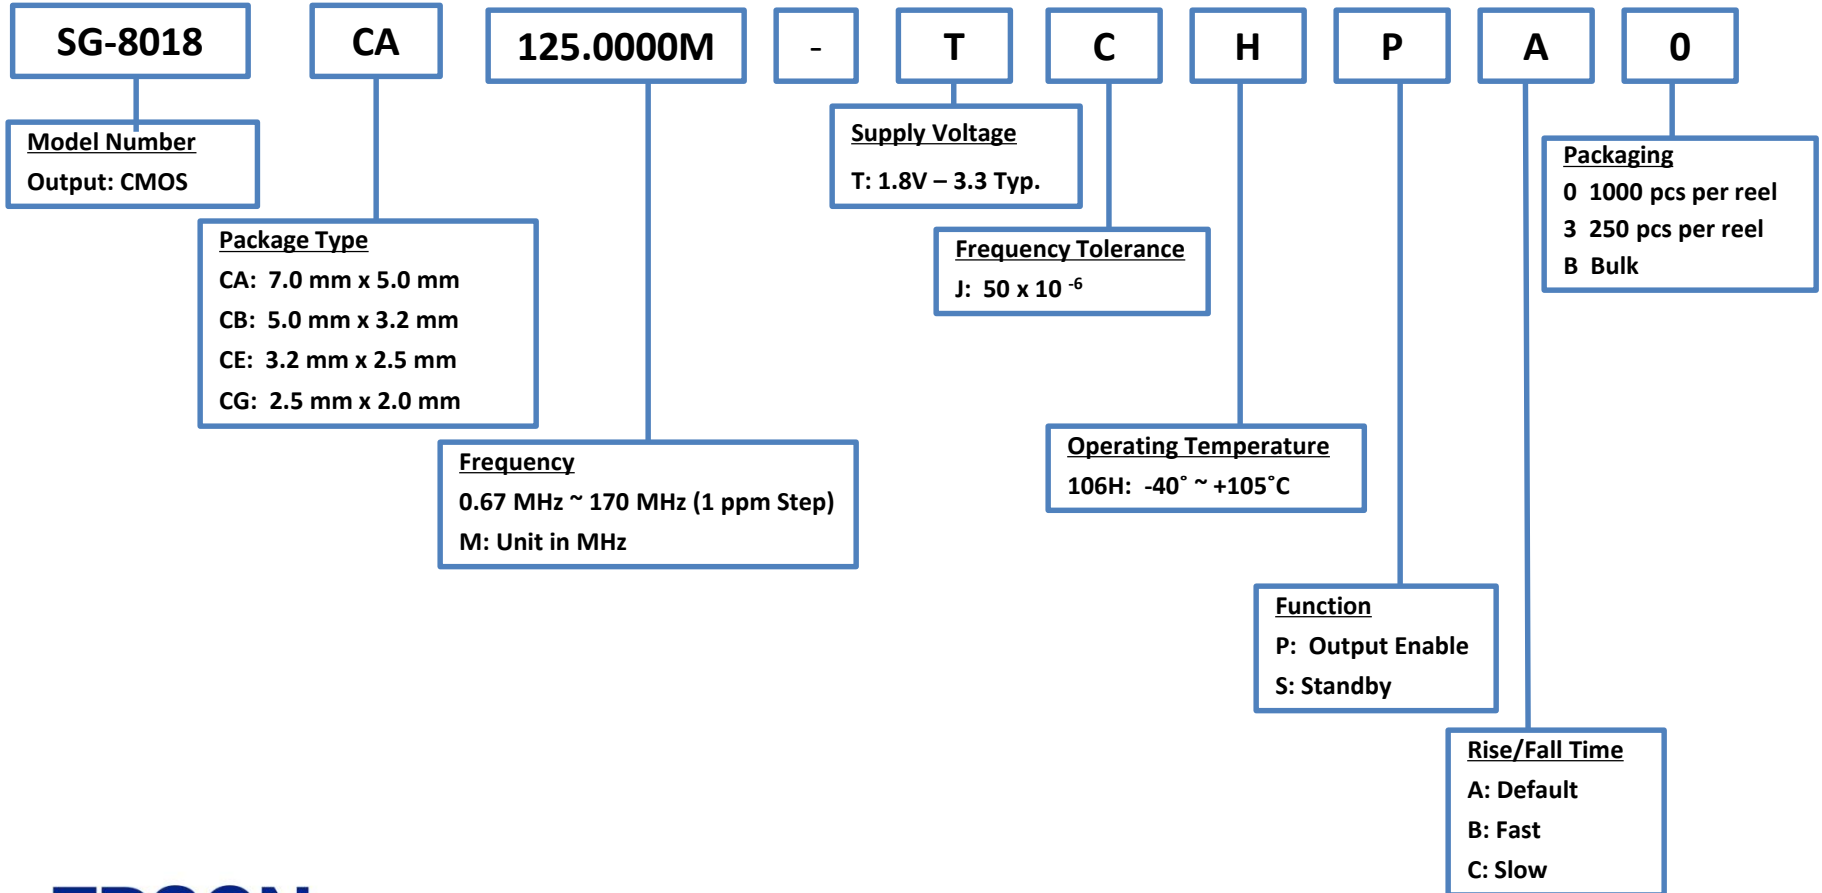 SG-8018 CA 125.0000M - T C H P A 0
Model Number
Output: CMOS
Package Type
CA: 7.0 mm x 5.0 mm
CB: 5.0 mm x 3.2 mm
CE: 3.2 mm x 2.5 mm
CG: 2.5 mm x 2.0 mm
Frequency
0.67 MHz ~ 170 MHz (1 ppm Step)
M: Unit in MHz
Supply Voltage
T: 1.8V – 3.3 Typ.
Frequency Tolerance
J: 50 x 10 -6
Operating Temperature
106H: -40˚ ~ +105˚C
Function
P: Output Enable
S: Standby
Rise/Fall Time
A: Default
B: Fast
C: Slow
Packaging
0 1000 pcs per reel
3 250 pcs per reel
B Bulk